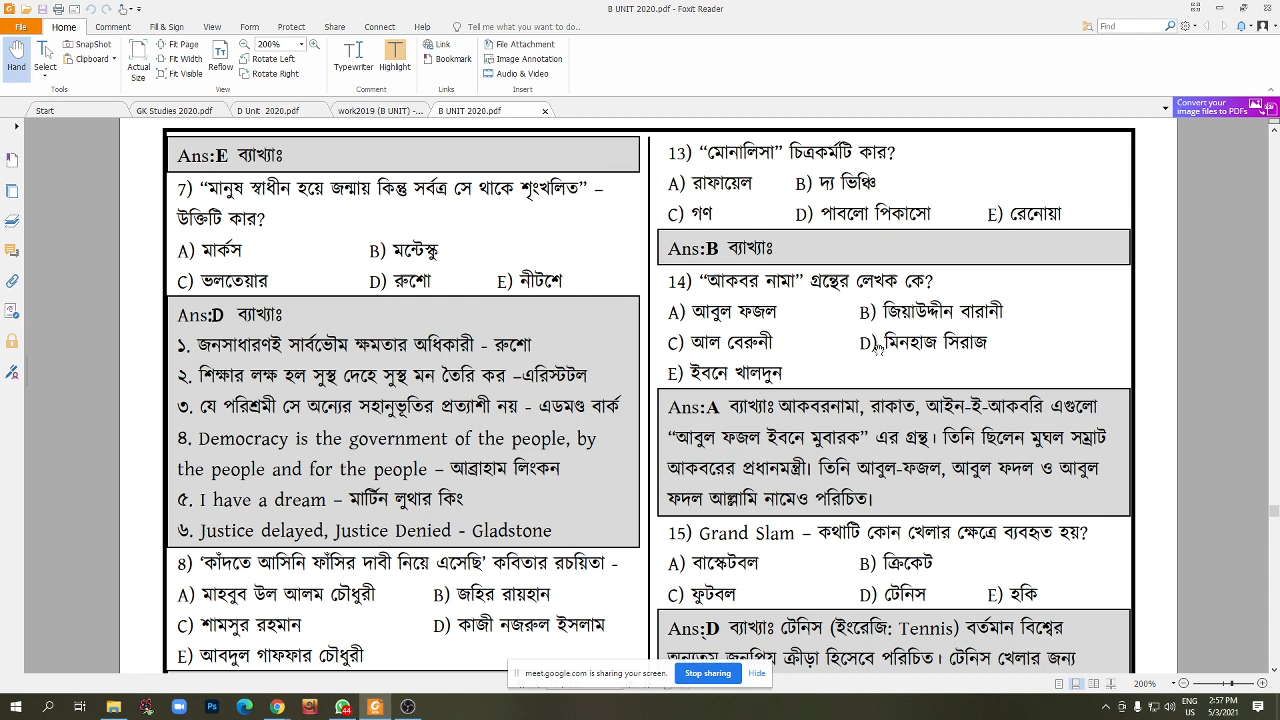 B UNIT 2020.pdf - Foxit Reader
File Home Comment Fill & Sign View Form Protect Share Connect Help Tell me what you want to do... Find
Hand
Select
SnapShot
Clipboard
Actual Size
Fit Page
Fit Width
Fit Visible
Reflow
200%
Rotate Left
Rotate Right
Typewriter
Highlight
Link
Bookmark
File Attachment
Image Annotation
Audio & Video
Tools View Comment Links Insert
Start GK Studies 2020.pdf D Unit 2020.pdf work2019 (B UNIT) -... B UNIT 2020.pdf
Convert your
image files to PDFs
Ans:E ব্যাখ্যাঃ
7) “মানুষ স্বাধীন হয়ে জন্মায় কিন্তু সর্বত্র সে থাকে শৃংখলিত” –
উক্তিটি কার?
A) মার্কস B) মন্টেস্কু
C) ভলতেয়ার D) রুশো E) নীটশে
Ans:D ব্যাখ্যাঃ
১. জনসাধারণই সার্বভৌম ক্ষমতার অধিকারী - রুশো
২. শিক্ষার লক্ষ হল সুস্থ দেহে সুস্থ মন তৈরি কর –এরিস্টটল
৩. যে পরিশ্রমী সে অন্যের সহানুভূতির প্রত্যাশী নয় - এডমণ্ড বার্ক
৪. Democracy is the government of the people, by
the people and for the people – আব্রাহাম লিংকন
৫. I have a dream – মার্টিন লুথার কিং
৬. Justice delayed, Justice Denied - Gladstone
8) ‘কাঁদতে আসিনি ফাঁসির দাবী নিয়ে এসেছি’ কবিতার রচয়িতা -
A) মাহবুব উল আলম চৌধুরী B) জহির রায়হান
C) শামসুর রহমান D) কাজী নজরুল ইসলাম
E) আবদুল গাফফার চৌধুরী
13) “মোনালিসা” চিত্রকর্মটি কার?
A) রাফায়েল B) দ্য ভিঞ্চি
C) গণ D) পাবলো পিকাসো E) রেনোয়া
Ans:B ব্যাখ্যাঃ
14) “আকবর নামা” গ্রন্থের লেখক কে?
A) আবুল ফজল B) জিয়াউদ্দীন বারানী
C) আল বেরুনী D) মিনহাজ সিরাজ
E) ইবনে খালদুন
Ans:A ব্যাখ্যাঃ আকবরনামা, রাকাত, আইন-ই-আকবরি এগুলো
“আবুল ফজল ইবনে মুবারক” এর গ্রন্থ। তিনি ছিলেন মুঘল সম্রাট
আকবরের প্রধানমন্ত্রী। তিনি আবুল-ফজল, আবুল ফদল ও আবুল
ফদল আল্লামি নামেও পরিচিত।
15) Grand Slam – কথাটি কোন খেলার ক্ষেত্রে ব্যবহৃত হয়?
A) বাস্কেটবল B) ক্রিকেট
C) ফুটবল D) টেনিস E) হকি
Ans:D ব্যাখ্যাঃ টেনিস (ইংরেজি: Tennis) বর্তমান বিশ্বের
অন্যতম জনপ্রিয় ক্রীড়া হিসেবে পরিচিত। টেনিস খেলার জন্য
meet.google.com is sharing your screen. Stop sharing Hide
200%
44
ENG 2:57 PM
US 5/3/2021